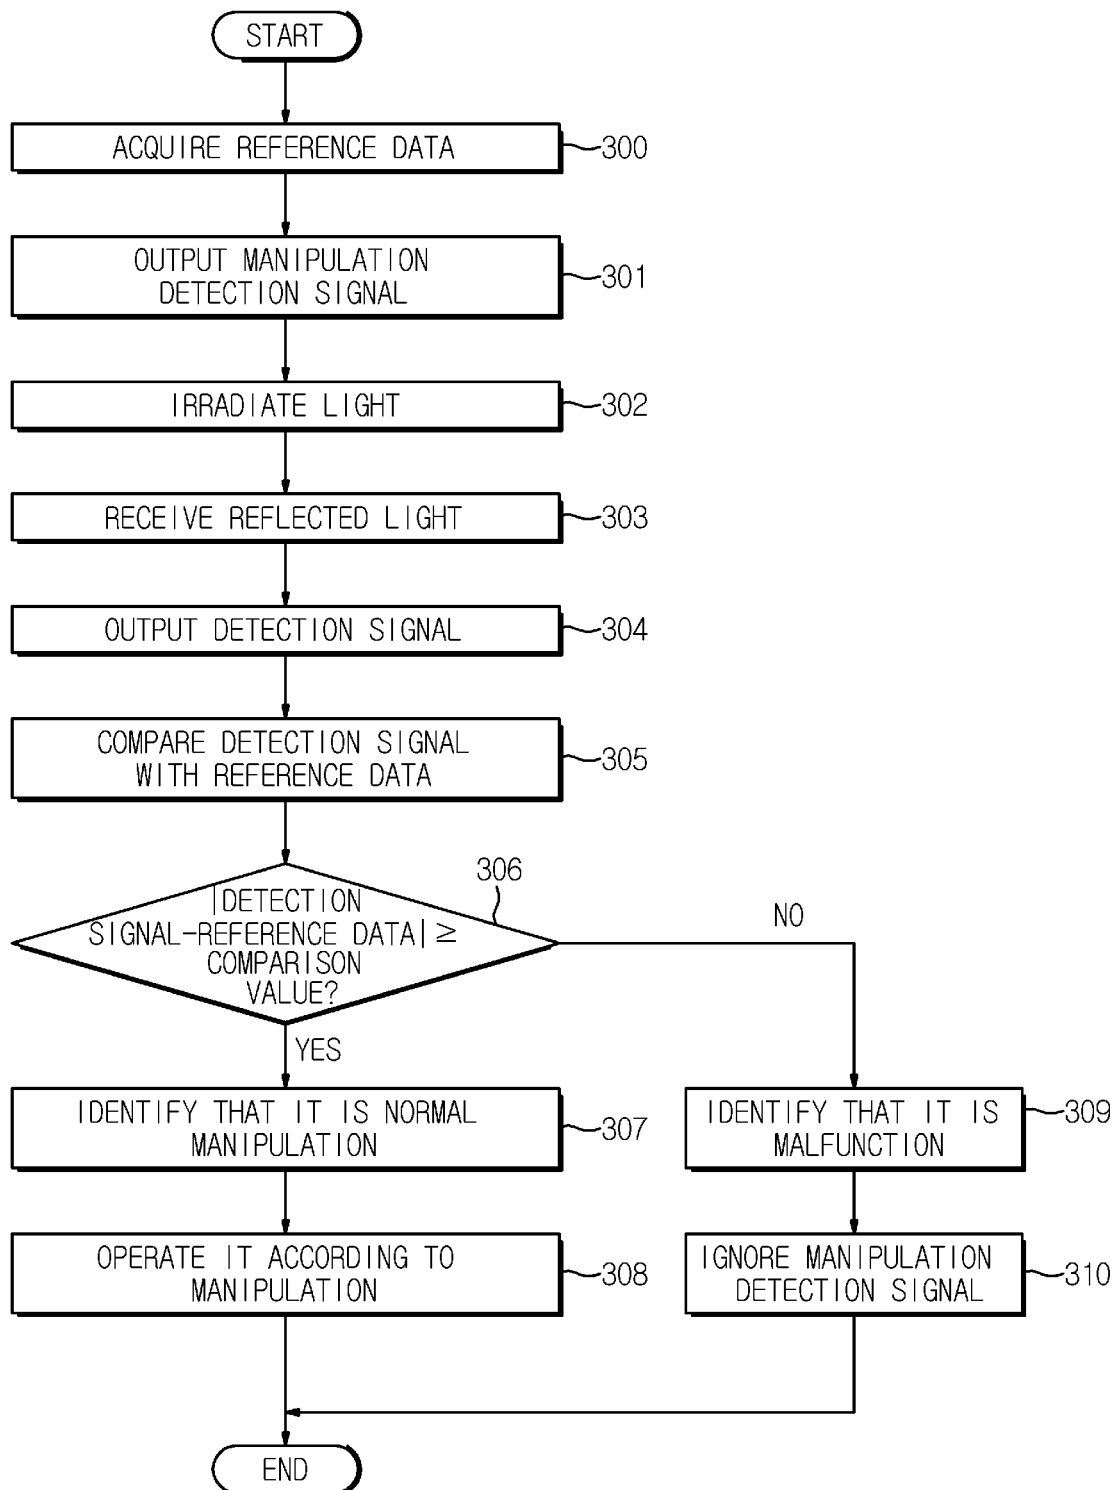 START
ACQUIRE REFERENCE DATA
300
OUTPUT MANIPULATION
DETECTION SIGNAL
301
IRRADIATE LIGHT
302
RECEIVE REFLECTED LIGHT
303
OUTPUT DETECTION SIGNAL
304
COMPARE DETECTION SIGNAL
WITH REFERENCE DATA
305
306
|DETECTION
SIGNAL-REFERENCE DATA| ≥
COMPARISON
VALUE?
NO
YES
IDENTIFY THAT IT IS NORMAL
MANIPULATION
307
IDENTIFY THAT IT IS
MALFUNCTION
309
OPERATE IT ACCORDING TO
MANIPULATION
308
IGNORE MANIPULATION
DETECTION SIGNAL
310
END